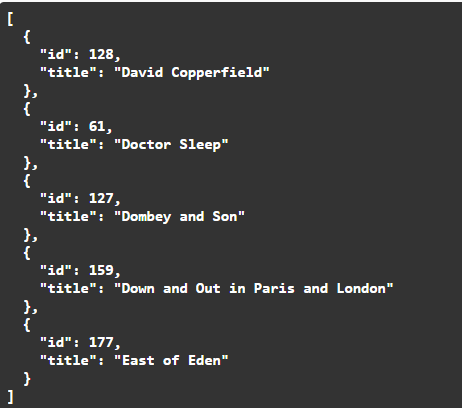 [
  {
    "id": 128,
    "title": "David Copperfield"
  },
  {
    "id": 61,
    "title": "Doctor Sleep"
  },
  {
    "id": 127,
    "title": "Dombey and Son"
  },
  {
    "id": 159,
    "title": "Down and Out in Paris and London"
  },
  {
    "id": 177,
    "title": "East of Eden"
  }
]